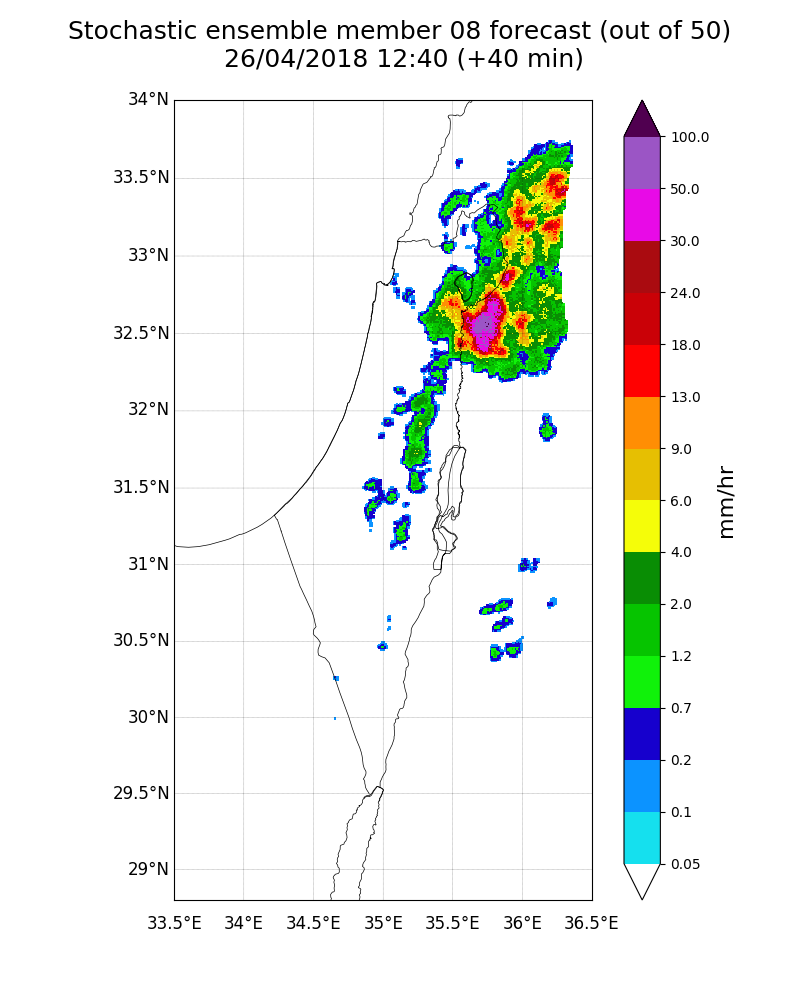 Stochastic ensemble member 08 forecast (out of 50)
26/04/2018 12:40 (+40 min)
34°N
33.5°N
33°N
32.5°N
32°N
31.5°N
31°N
30.5°N
30°N
29.5°N
29°N
33.5°E
34°E
34.5°E
35°E
35.5°E
36°E
36.5°E
100.0
50.0
30.0
24.0
18.0
13.0
9.0
6.0
4.0
2.0
1.2
0.7
0.2
0.1
0.05
mm/hr